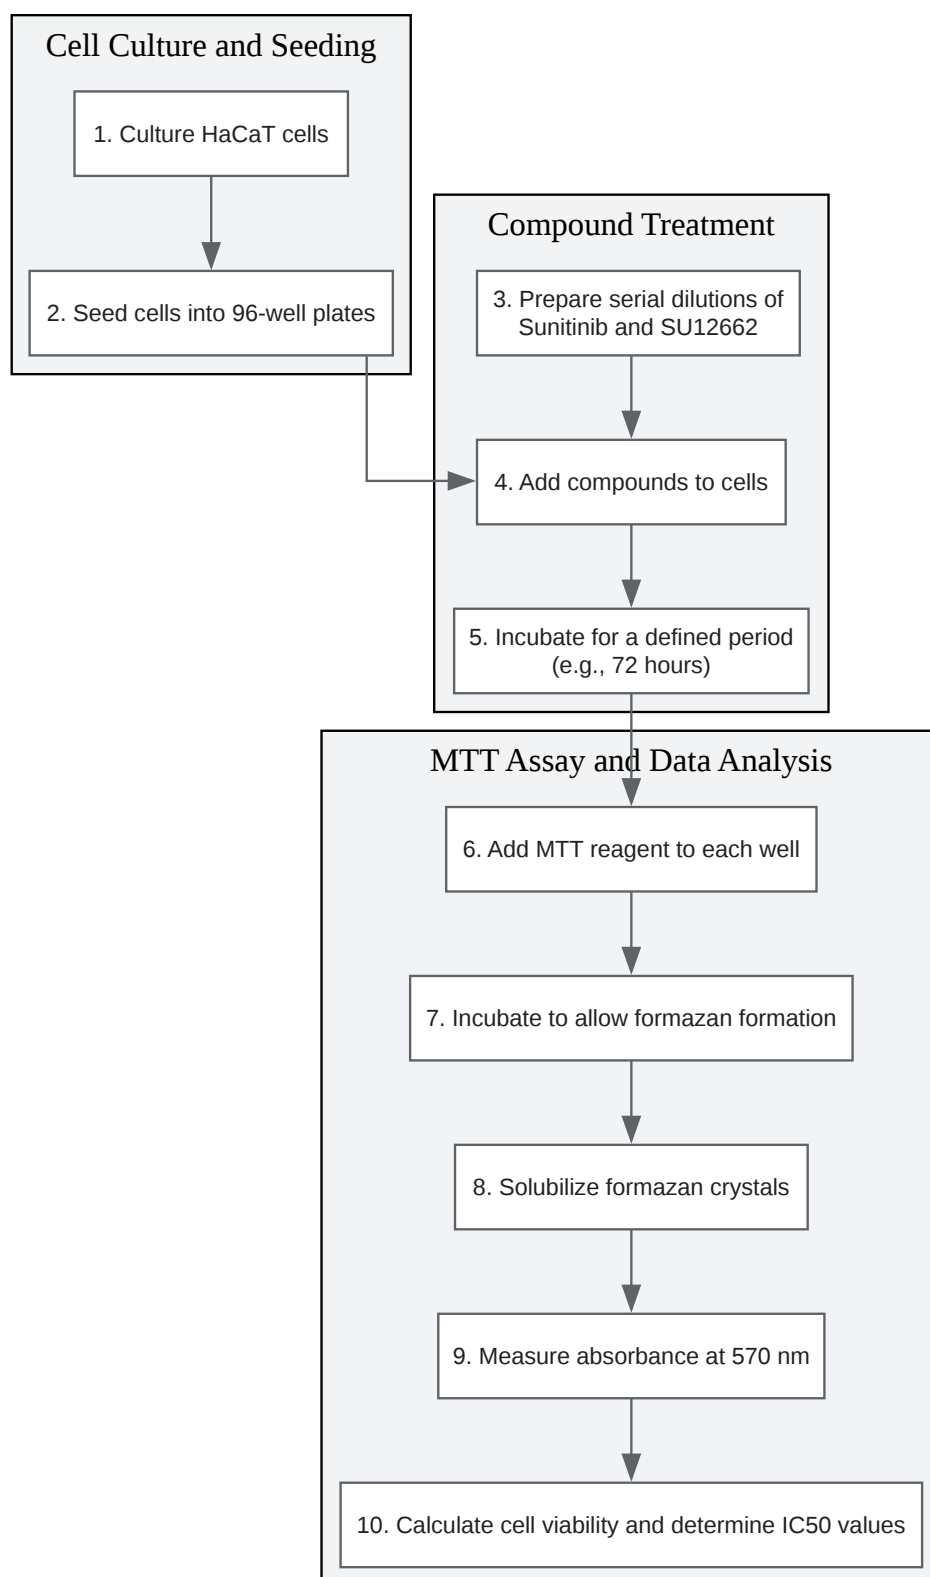 Cell Culture and Seeding
1. Culture HaCaT cells
2. Seed cells into 96-well plates
Compound Treatment
3. Prepare serial dilutions of
Sunitinib and SU12662
4. Add compounds to cells
5. Incubate for a defined period
(e.g., 72 hours)
MTT Assay and Data Analysis
6. Add MTT reagent to each well
7. Incubate to allow formazan formation
8. Solubilize formazan crystals
9. Measure absorbance at 570 nm
10. Calculate cell viability and determine IC50 values